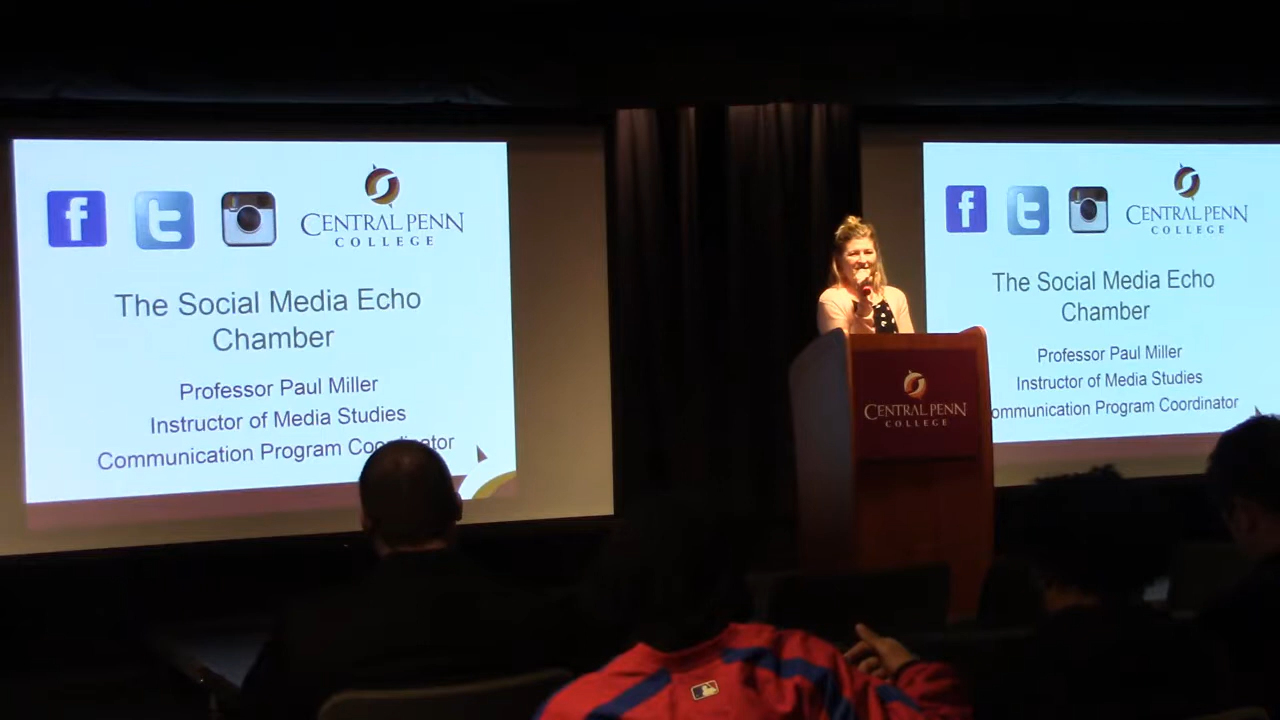 CENTRAL PENN
COLLEGE
The Social Media Echo
Chamber
Professor Paul Miller
Instructor of Media Studies
Communication Program Coordinator
CENTRAL PENN
COLLEGE
CENTRAL PENN
COLLEGE
The Social Media Echo
Chamber
Professor Paul Miller
Instructor of Media Studies
ommunication Program Coordinator